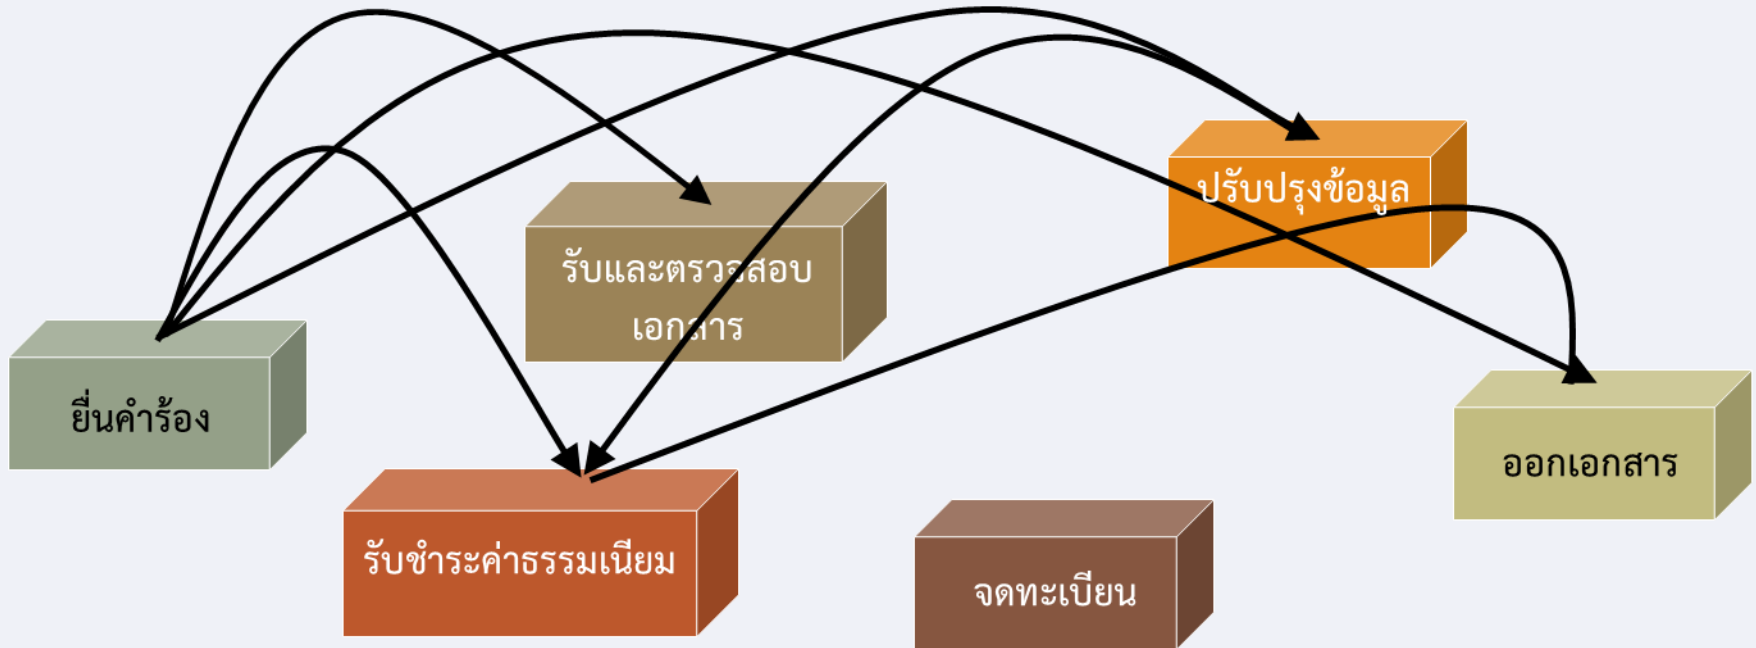 ปรับปรุงข้อมูล
รับและตรวจสอบ
เอกสาร
ยื่นคำร้อง
ออกเอกสาร
รับชำระค่าธรรมเนียม
จดทะเบียน